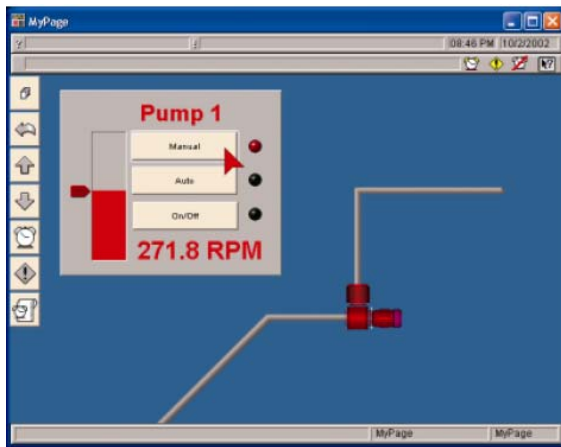 MyPage
08:46 PM 10/2/2002
Pump 1
Manual
Auto
On/Off
271.8 RPM
MyPage MyPage